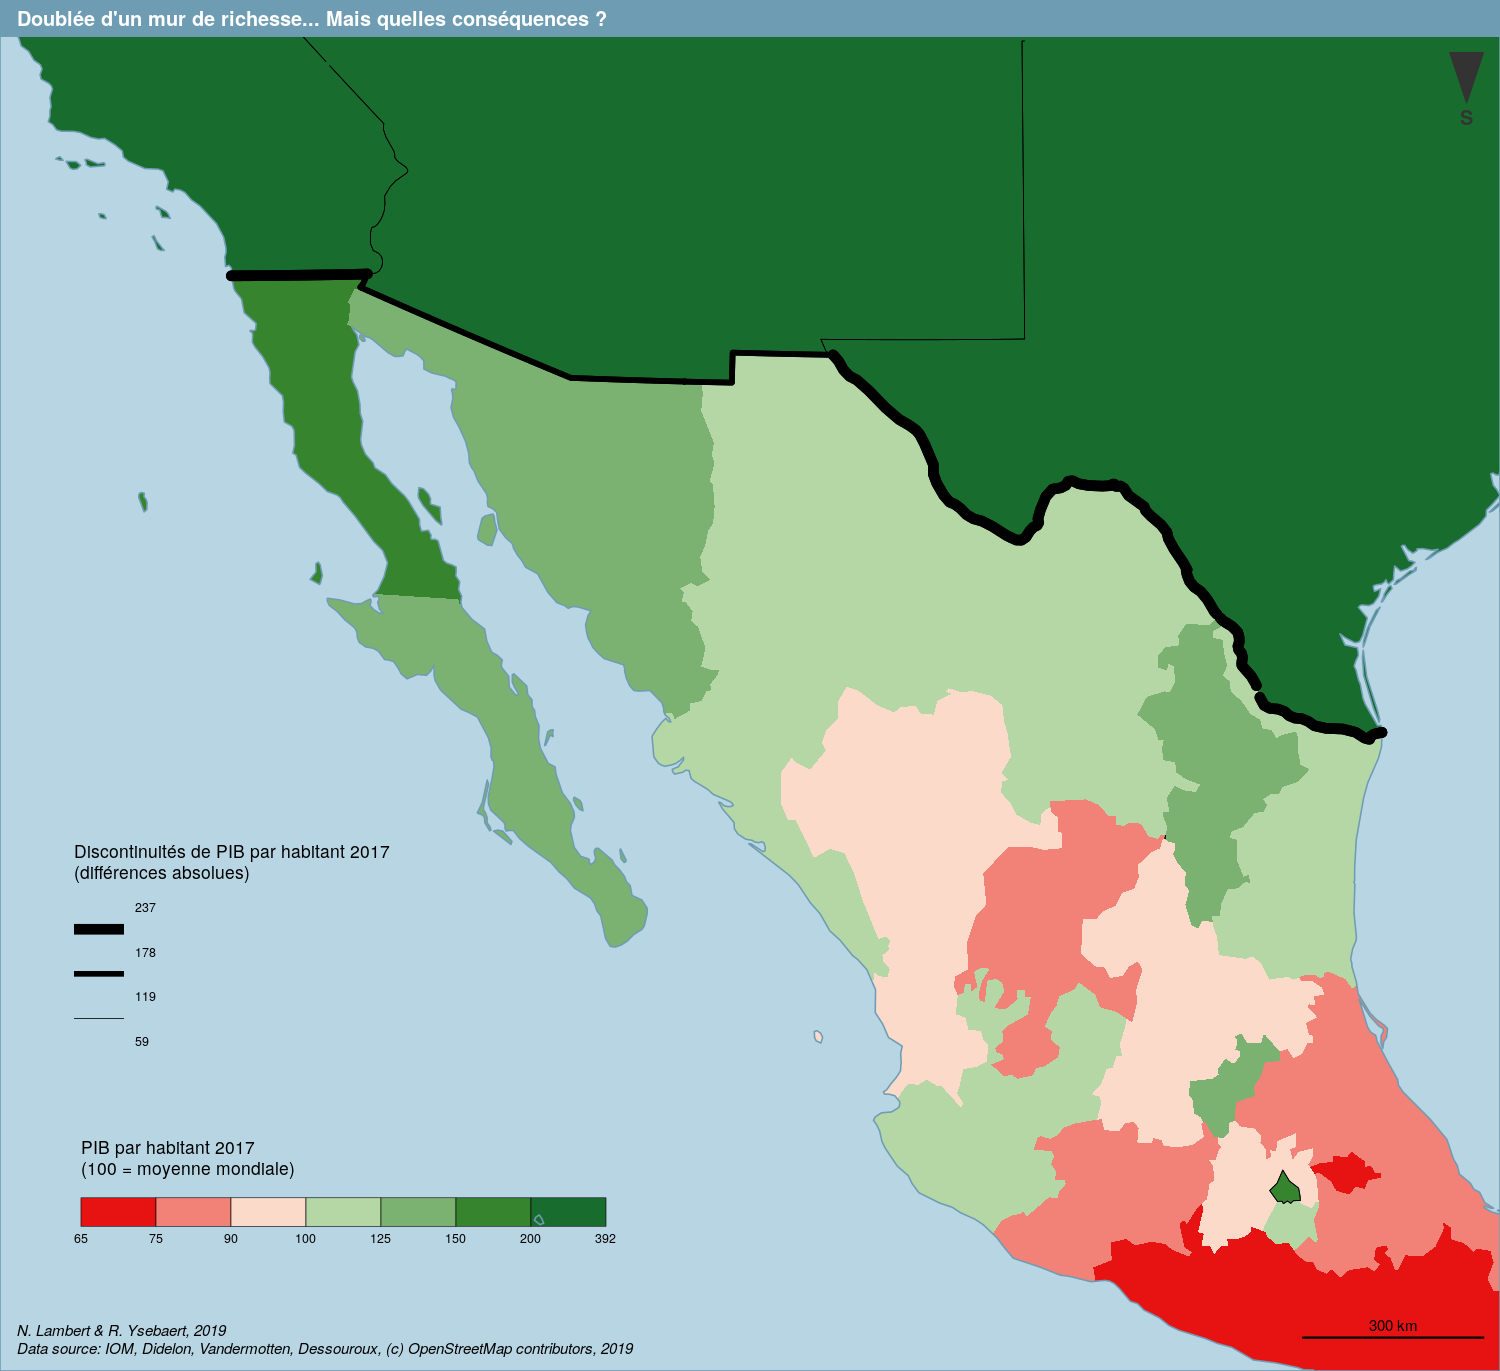 Doublée d'un mur de richesse... Mais quelles conséquences ?
S
Discontinuités de PIB par habitant 2017
(différences absolues)
237
178
119
59
PIB par habitant 2017
(100 = moyenne mondiale)
65 75 90 100 125 150 200 392
300 km
N. Lambert & R. Ysebaert, 2019
Data source: IOM, Didelon, Vandermotten, Dessouroux, (c) OpenStreetMap contributors, 2019